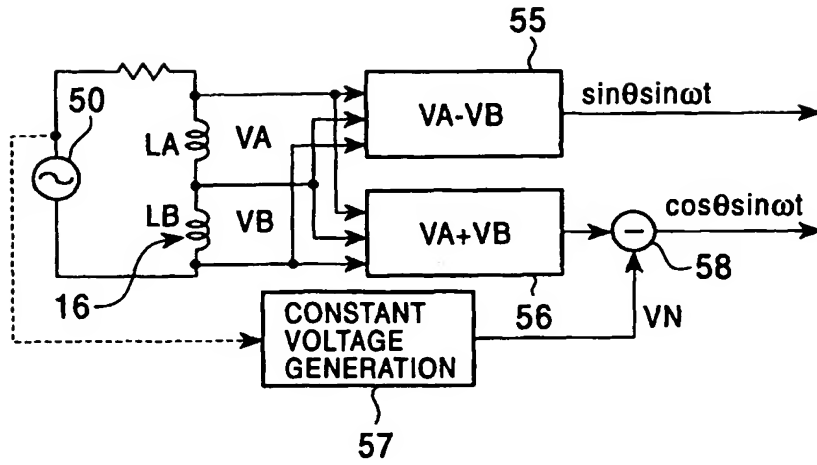 55
50
VA-VB
sinθsinωt
LA
VA
LB
VB
VA+VB
cosθsinωt
58
16
56
VN
CONSTANT
VOLTAGE
GENERATION
57